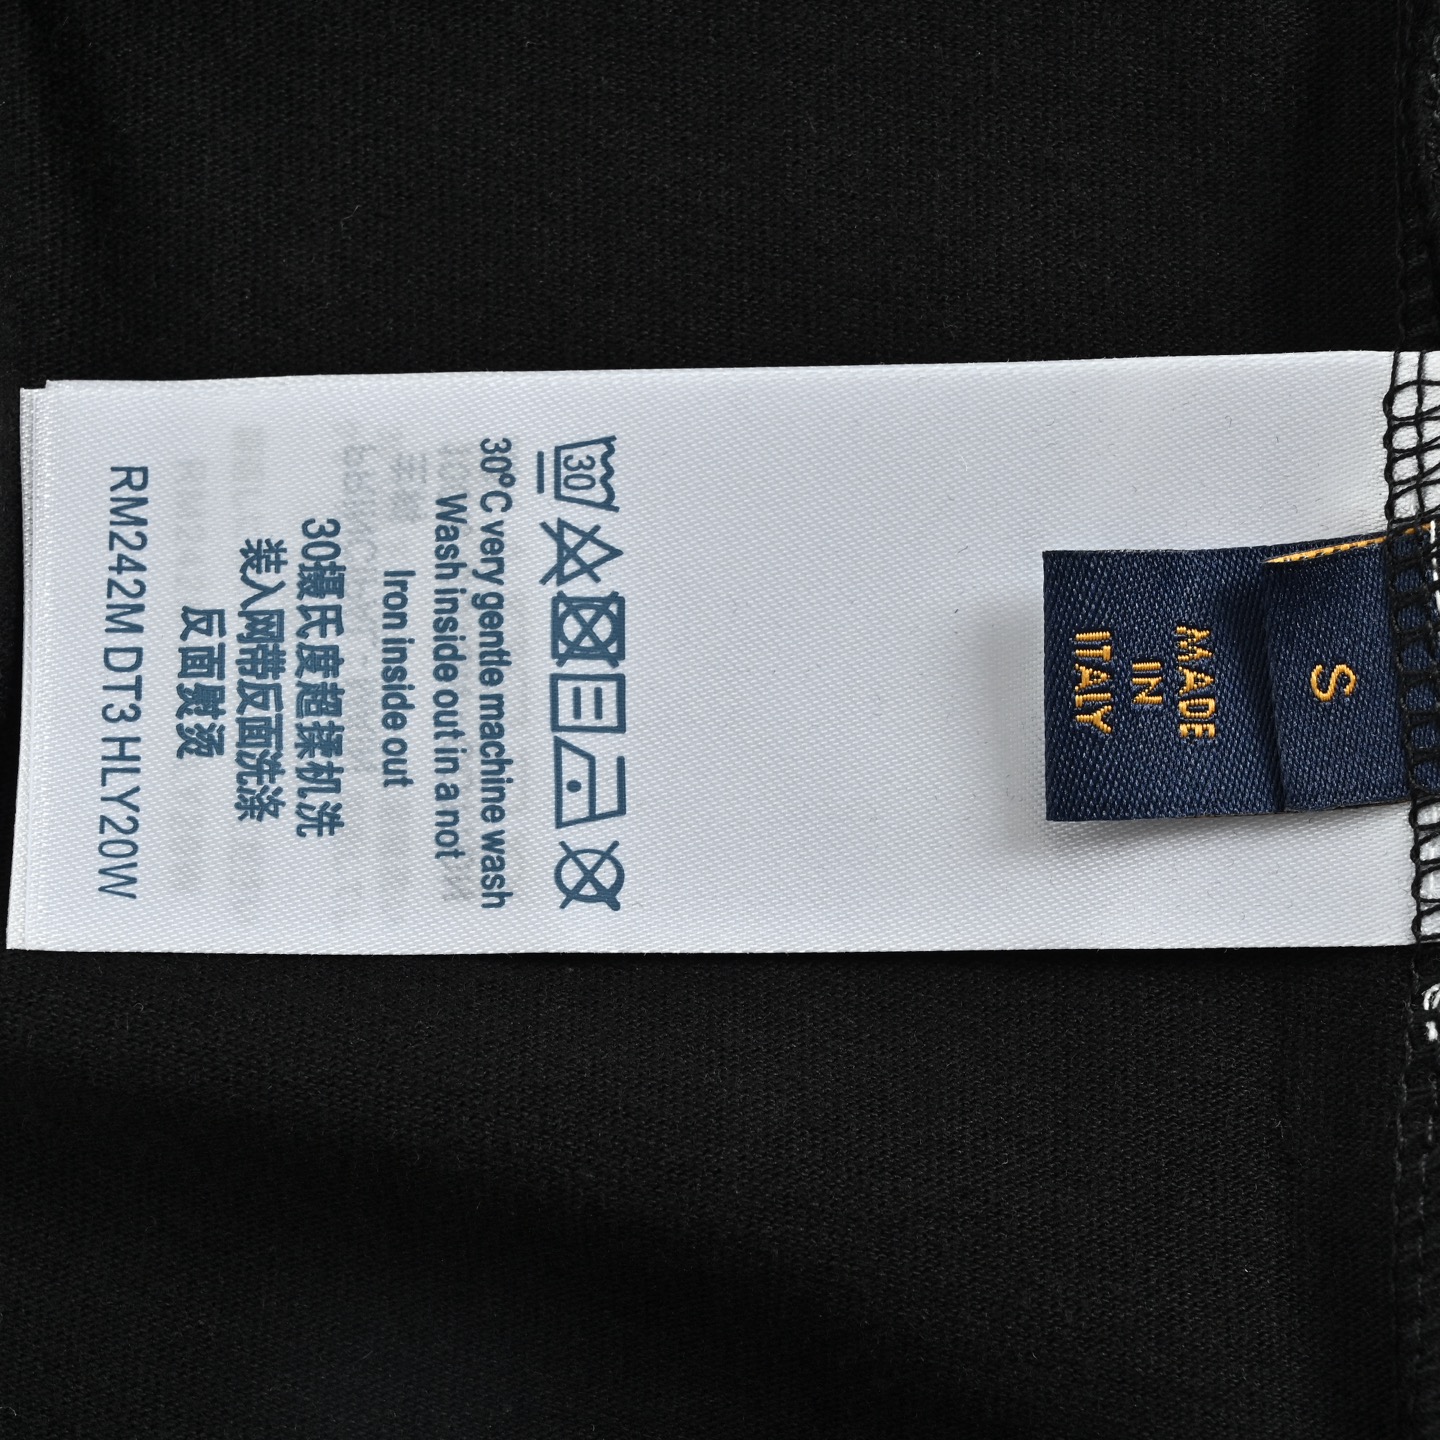 S
MADE
IN
ITALY
30
30°C very gentle machine wash
Wash inside out in a not
Iron inside out
30摄氏度超揉机洗
装入网带反面洗涤
反面熨烫
RM242M DT3 HLY20W